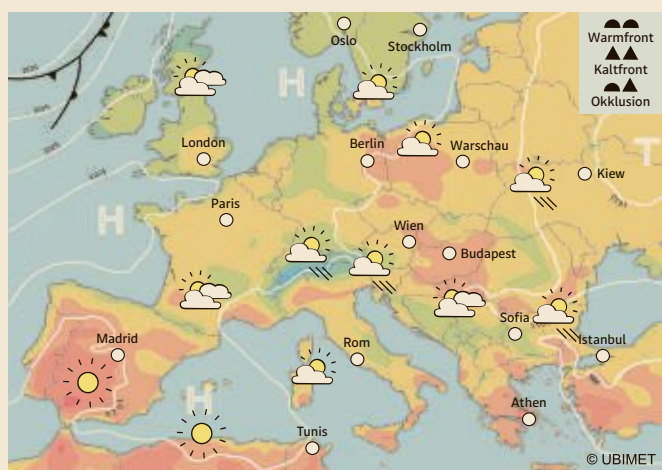 Oslo
Stockholm
Warmfront
Kaltfront
Okklusion
H
London
Berlin
Warschau
T
Kiew
Paris
H
Wien
Budapest
Sofia
Madrid
Rom
Istanbul
H
Athen
Tunis
© UBIMET